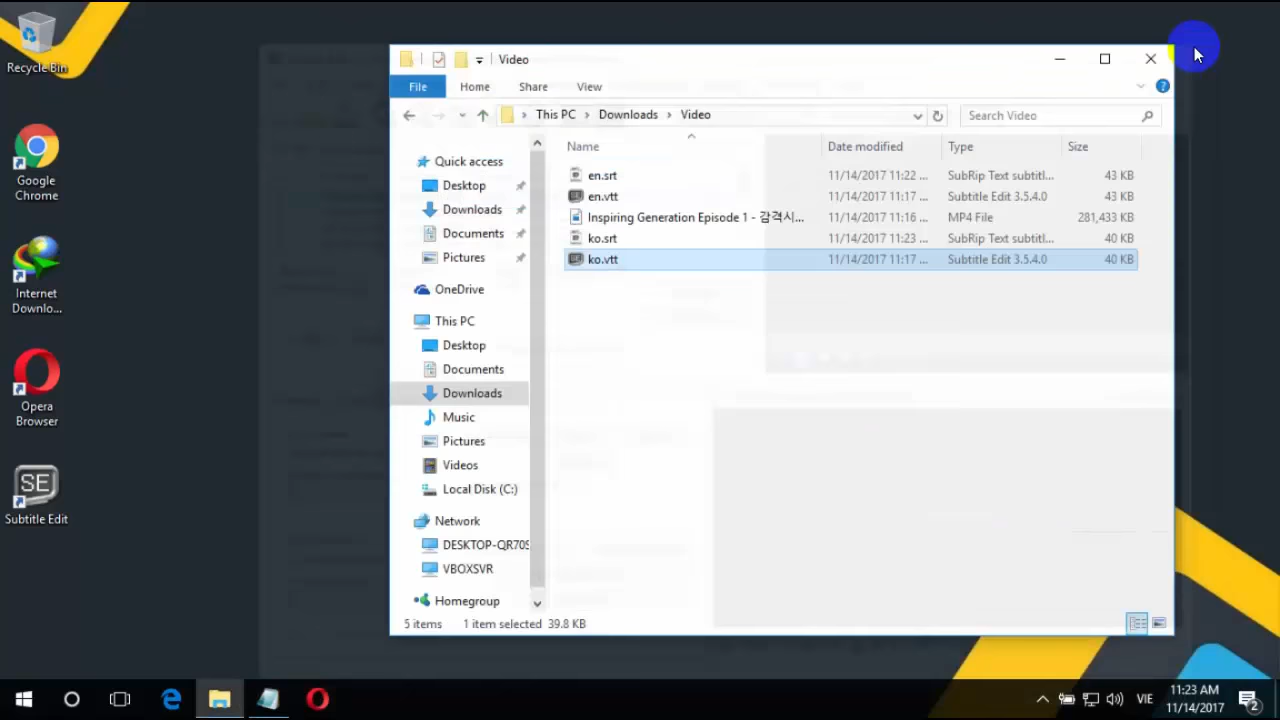 Recycle Bin
Google
Chrome
Internet
Downlo...
Opera
Browser
SE
Subtitle Edit
Video
File Home Share View
This PC Downloads Video
Search Video
Name Date modified Type Size
en.srt 11/14/2017 11:22 ... SubRip Text subtitl... 43 KB
en.vtt 11/14/2017 11:17 ... Subtitle Edit 3.5.4.0 43 KB
Inspiring Generation Episode 1 - 감격시... 11/14/2017 11:16 ... MP4 File 281,433 KB
ko.srt 11/14/2017 11:23 ... SubRip Text subtitl... 40 KB
ko.vtt 11/14/2017 11:17 ... Subtitle Edit 3.5.4.0 40 KB
Quick access
Desktop
Downloads
Documents
Pictures
OneDrive
This PC
Desktop
Documents
Downloads
Music
Pictures
Videos
Local Disk (C:)
Network
DESKTOP-QR70S
VBOXSVR
Homegroup
5 items 1 item selected 39.8 KB
VIE
11:23 AM
11/14/2017
2